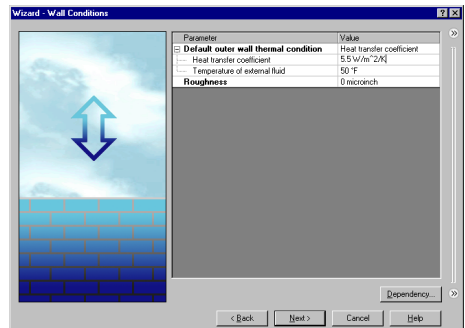 Wizard - Wall Conditions
Parameter Value
Default outer wall thermal condition Heat transfer coefficient
Heat transfer coefficient 5.5 W/m^2/K
Temperature of external fluid 50 °F
Roughness 0 microinch
Dependency...
< Back Next > Cancel Help